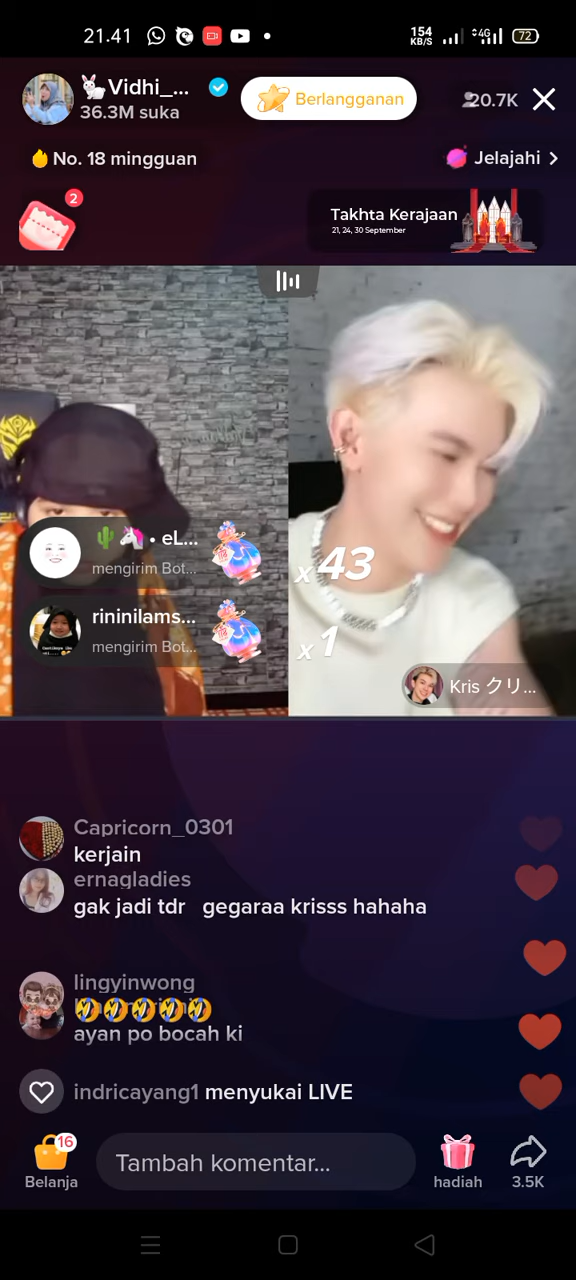 21.41
154
KB/S
4G
72
Vidhi_...
36.3M suka
Berlangganan
20.7K
No. 18 mingguan
Jelajahi
2
Takhta Kerajaan
21, 24, 30 September
• eL...
mengirim Bot...
x43
rininilams...
mengirim Bot...
x1
Kris クリ...
Capricorn_0301
kerjain
ernagladies
gak jadi tdr gegaraa krisss hahaha
lingyinwong
🤣🤣🤣🤣🤣
ayan po bocah ki
indricayang1 menyukai LIVE
16
Belanja
Tambah komentar...
hadiah
3.5K